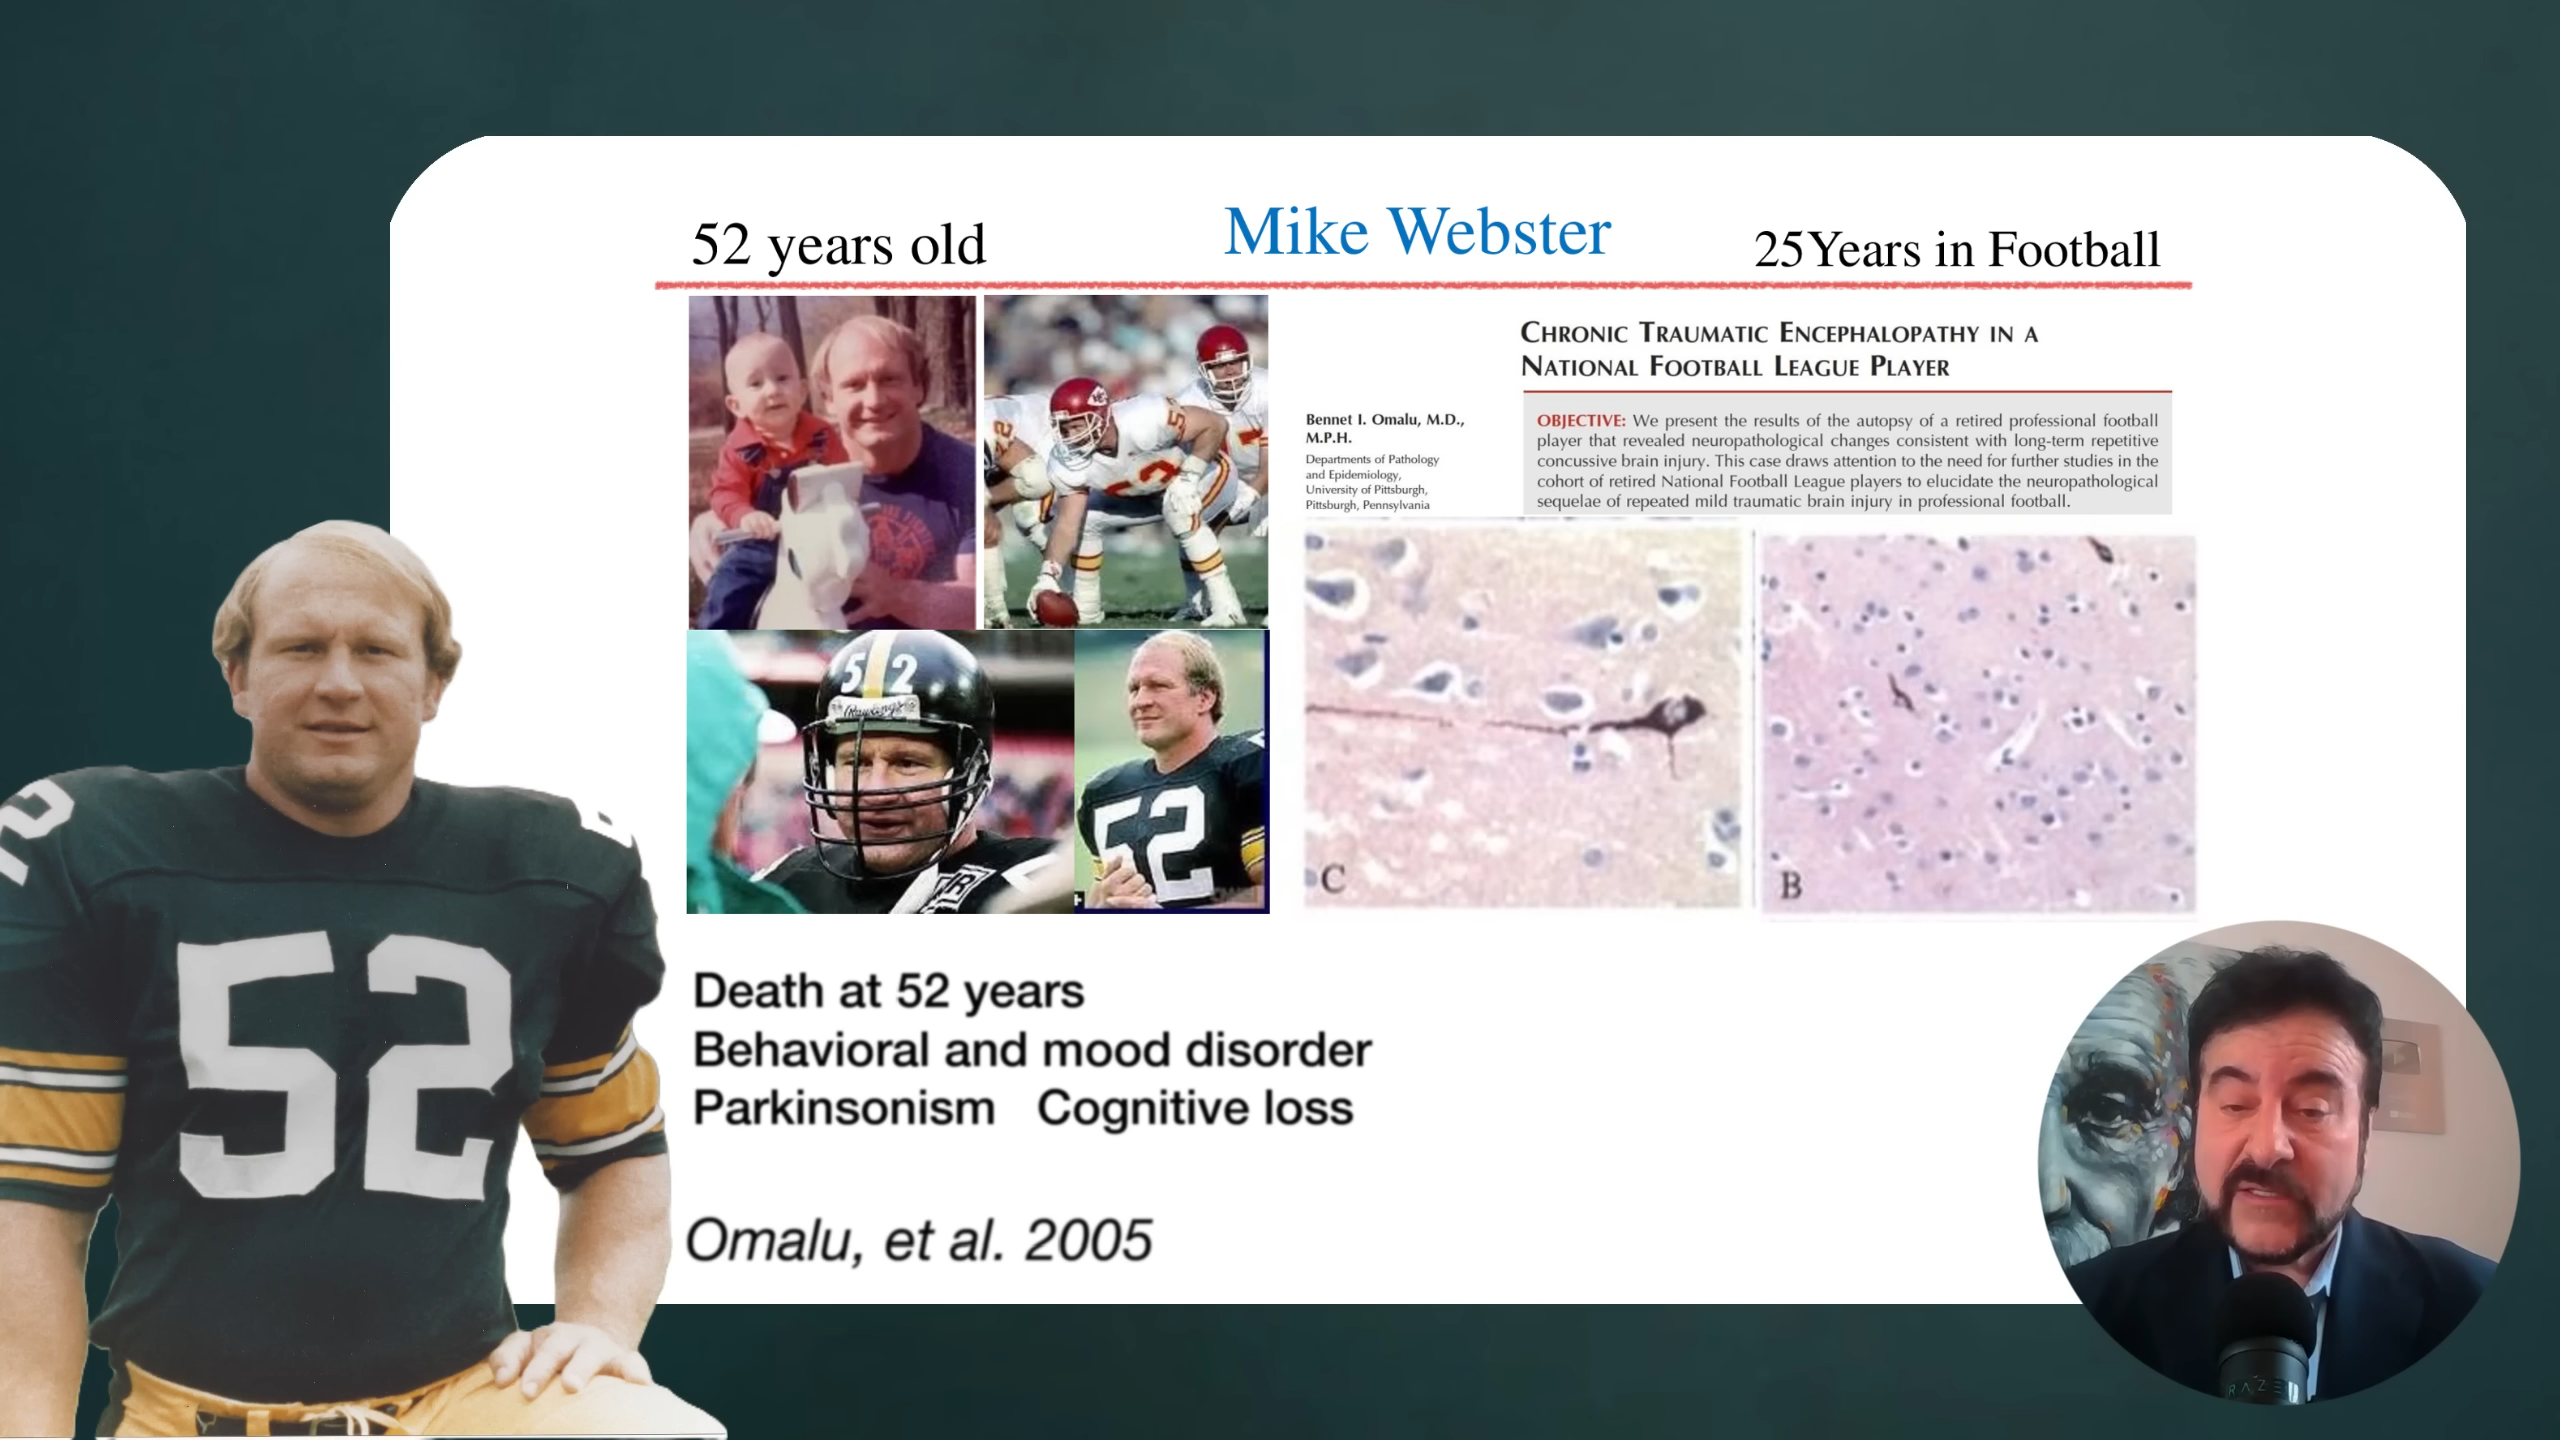 52 years old
Mike Webster
25Years in Football
CHRONIC TRAUMATIC ENCEPHALOPATHY IN A
NATIONAL FOOTBALL LEAGUE PLAYER
Bennet I. Omalu, M.D.,
M.P.H.
Departments of Pathology
and Epidemiology,
University of Pittsburgh,
Pittsburgh, Pennsylvania
OBJECTIVE: We present the results of the autopsy of a retired professional football
player that revealed neuropathological changes consistent with long-term repetitive
concussive brain injury. This case draws attention to the need for further studies in the
cohort of retired National Football League players to elucidate the neuropathological
sequelae of repeated mild traumatic brain injury in professional football.
52
Rawlings
52
C
B
52
Death at 52 years
Behavioral and mood disorder
Parkinsonism Cognitive loss
Omalu, et al. 2005